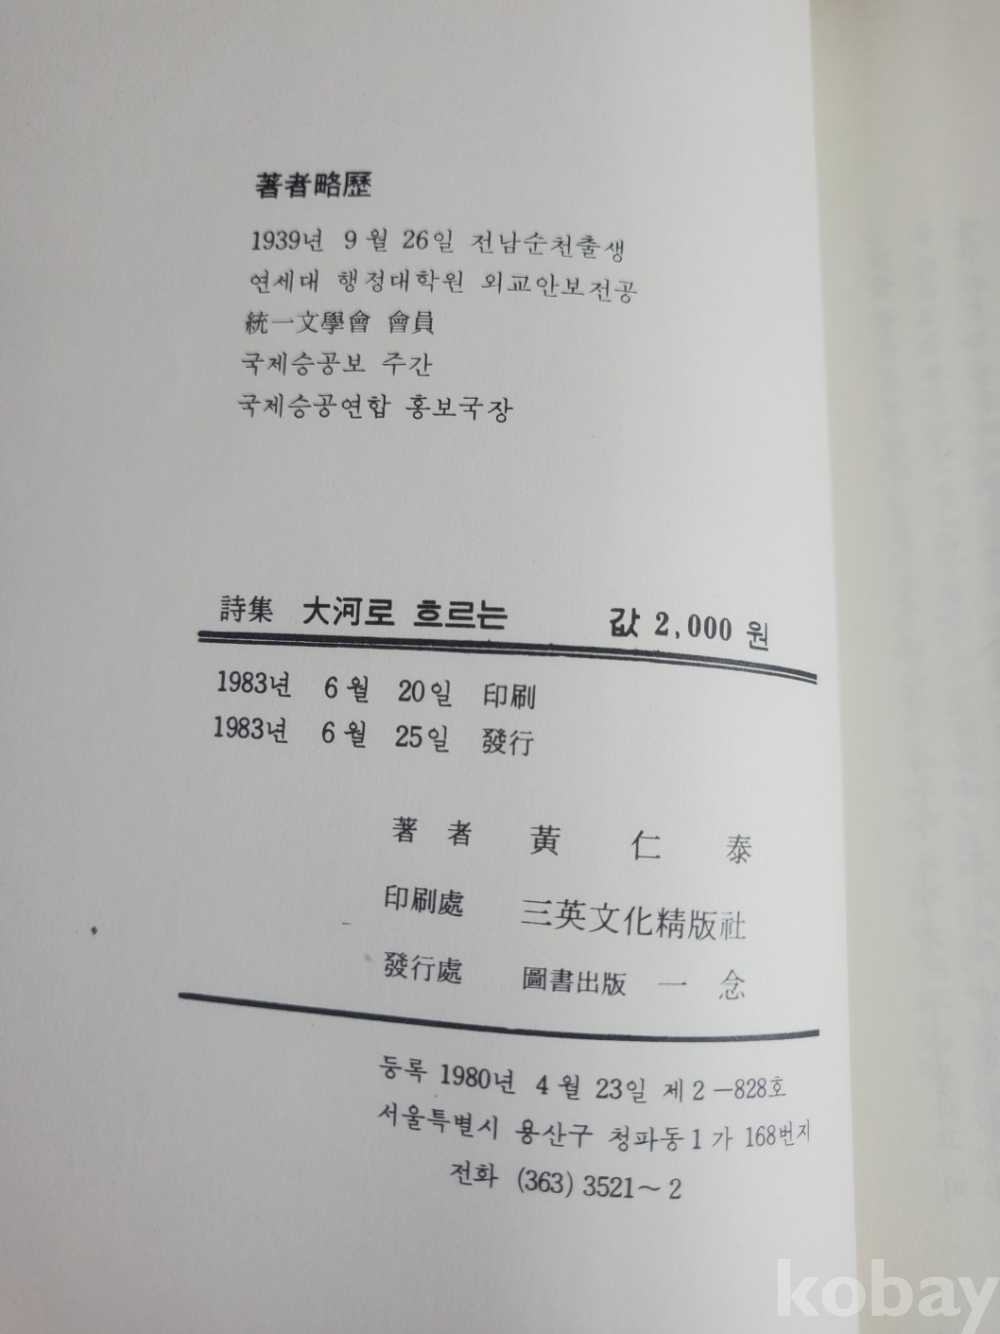 著者略歷
1939년 9월 26일 전남순천출생
연세대 행정대학원 외교안보전공
統一文學會 會員
국제승공보 주간
국제승공연합 홍보국장
詩集 大河로 흐르는 값 2,000 원
1983년 6월 20일 印刷
1983년 6월 25일 發行
著者 黃仁泰
印刷處 三英文化精版社
發行處 圖書出版 一念
등록 1980년 4월 23일 제2－828호
서울특별시 용산구 청파동1가 168번지
전화 (363) 3521～2
kobay